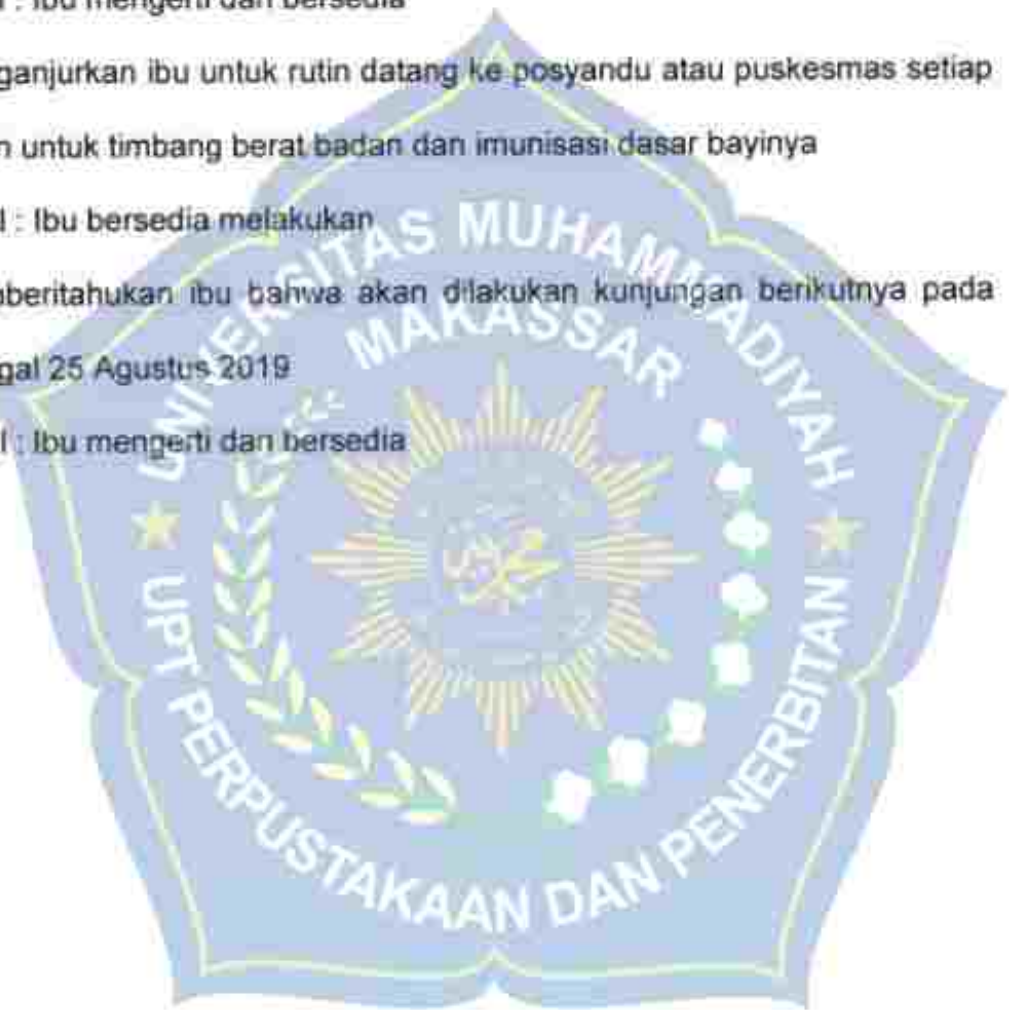 l : Ibu mengerti dan bersedia
ganjurkan ibu untuk rutin datang ke posyandu atau puskesmas setiap
n untuk timbang berat badan dan imunisasi dasar bayinya
l : Ibu bersedia melakukan
beritahukan ibu bahwa akan dilakukan kunjungan berikutnya pada
gal 25 Agustus 2019
l : Ibu mengerti dan bersedia
UNIVERSITAS MUHAMMADIYAH
MAKASSAR
UPT PERPUSTAKAAN DAN PENERBITAN